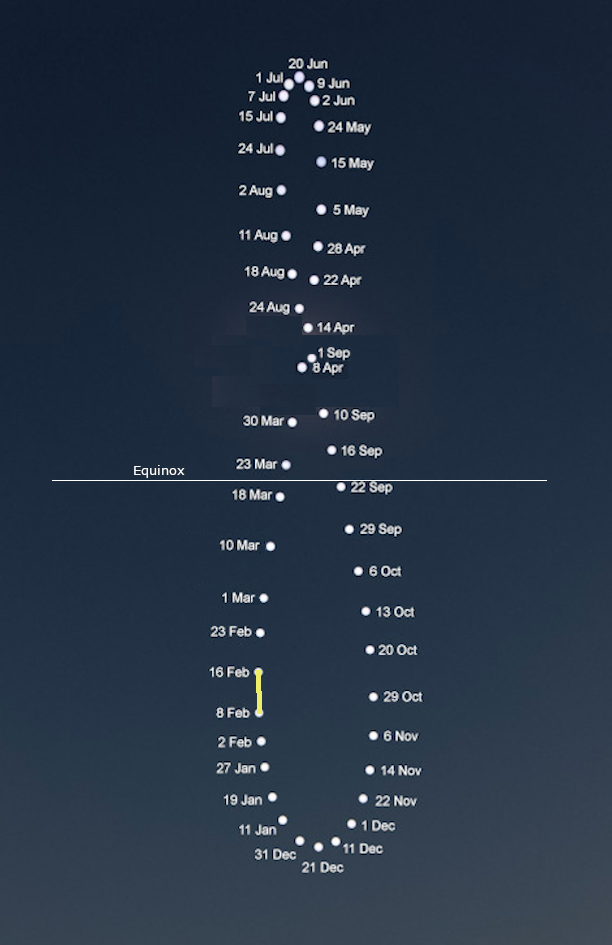 20 Jun
1 Jul
9 Jun
7 Jul
2 Jun
15 Jul
24 May
24 Jul
15 May
2 Aug
5 May
11 Aug
28 Apr
18 Aug
22 Apr
24 Aug
14 Apr
1 Sep
8 Apr
10 Sep
30 Mar
16 Sep
23 Mar
Equinox
22 Sep
18 Mar
29 Sep
10 Mar
6 Oct
1 Mar
13 Oct
23 Feb
20 Oct
16 Feb
29 Oct
8 Feb
6 Nov
2 Feb
27 Jan
14 Nov
19 Jan
22 Nov
11 Jan
1 Dec
31 Dec
11 Dec
21 Dec